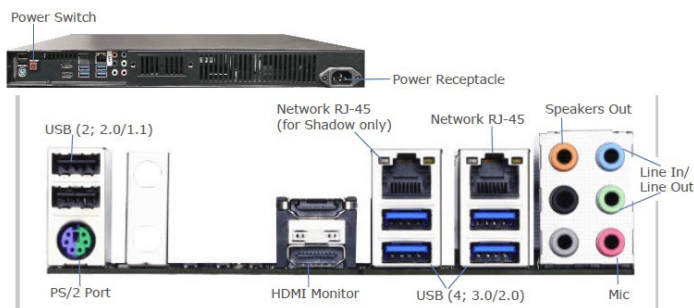 Power Switch
Power Receptacle
Network RJ-45
(for Shadow only)
Network RJ-45
Speakers Out
USB (2; 2.0/1.1)
Line In/
Line Out
PS/2 Port
HDMI Monitor
USB (4; 3.0/2.0)
Mic